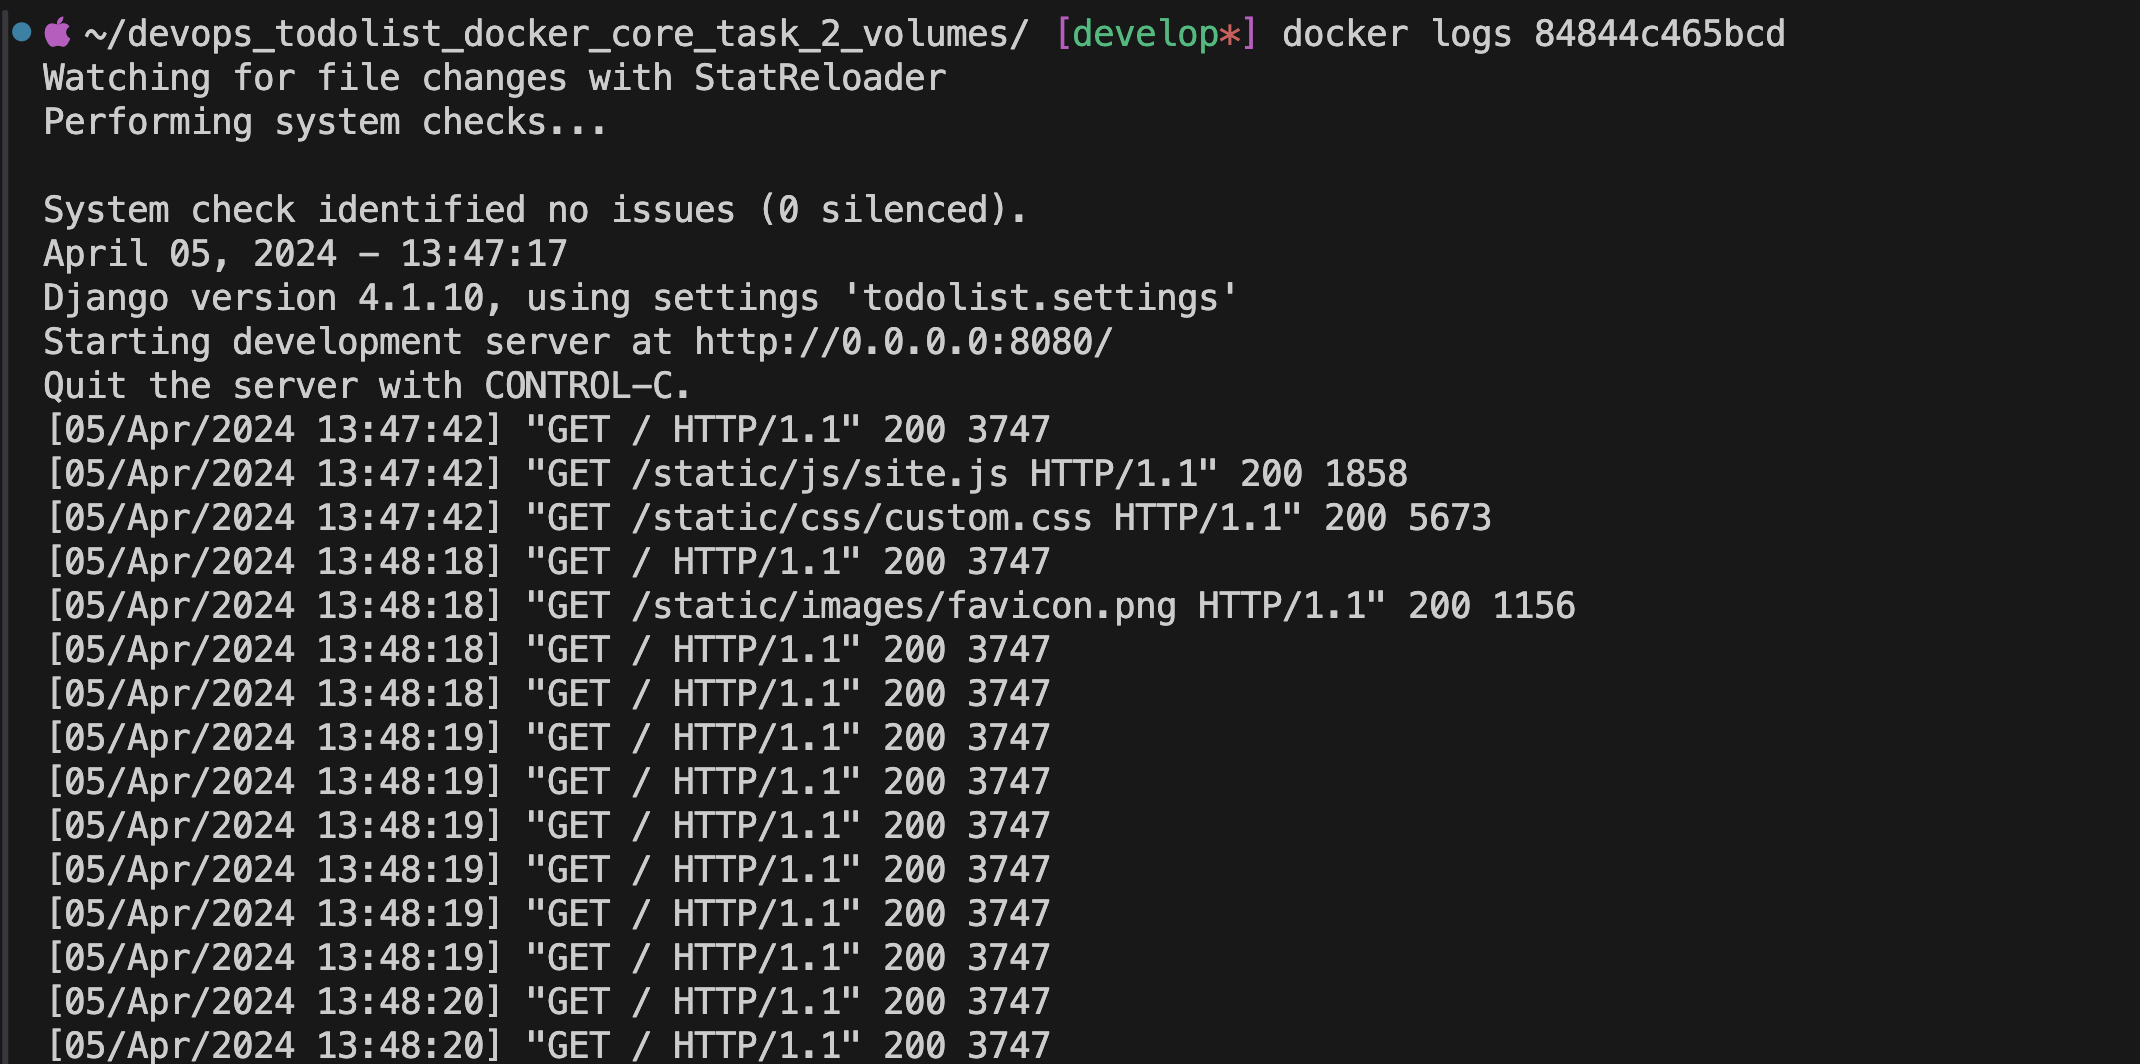 ~/devops_todolist_docker_core_task_2_volumes/ [develop*] docker logs 84844c465bcd
Watching for file changes with StatReloader
Performing system checks...
System check identified no issues (0 silenced).
April 05, 2024 - 13:47:17
Django version 4.1.10, using settings 'todolist.settings'
Starting development server at http://0.0.0.0:8080/
Quit the server with CONTROL-C.
[05/Apr/2024 13:47:42] "GET / HTTP/1.1" 200 3747
[05/Apr/2024 13:47:42] "GET /static/js/site.js HTTP/1.1" 200 1858
[05/Apr/2024 13:47:42] "GET /static/css/custom.css HTTP/1.1" 200 5673
[05/Apr/2024 13:48:18] "GET / HTTP/1.1" 200 3747
[05/Apr/2024 13:48:18] "GET /static/images/favicon.png HTTP/1.1" 200 1156
[05/Apr/2024 13:48:18] "GET / HTTP/1.1" 200 3747
[05/Apr/2024 13:48:18] "GET / HTTP/1.1" 200 3747
[05/Apr/2024 13:48:19] "GET / HTTP/1.1" 200 3747
[05/Apr/2024 13:48:19] "GET / HTTP/1.1" 200 3747
[05/Apr/2024 13:48:19] "GET / HTTP/1.1" 200 3747
[05/Apr/2024 13:48:19] "GET / HTTP/1.1" 200 3747
[05/Apr/2024 13:48:19] "GET / HTTP/1.1" 200 3747
[05/Apr/2024 13:48:19] "GET / HTTP/1.1" 200 3747
[05/Apr/2024 13:48:20] "GET / HTTP/1.1" 200 3747
[05/Apr/2024 13:48:20] "GET / HTTP/1.1" 200 3747